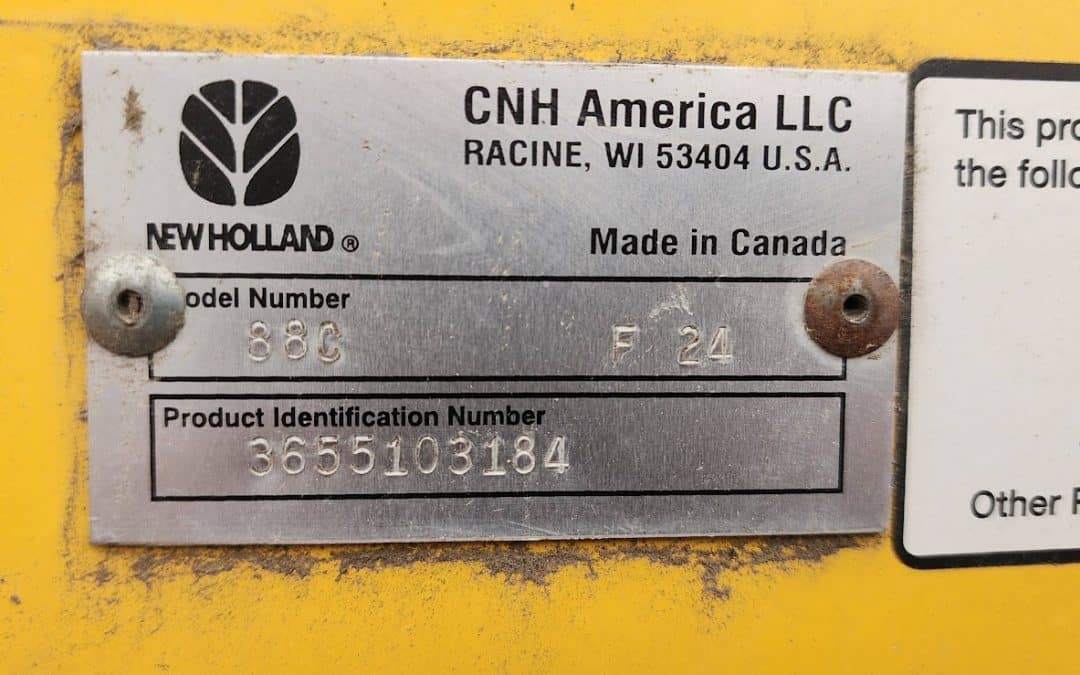 CNH America LLC
RACINE, WI 53404 U.S.A.
NEW HOLLAND ®
Made in Canada
odel Number
88C F 24
Product Identification Number
3655103184
This pro
the follo
Other